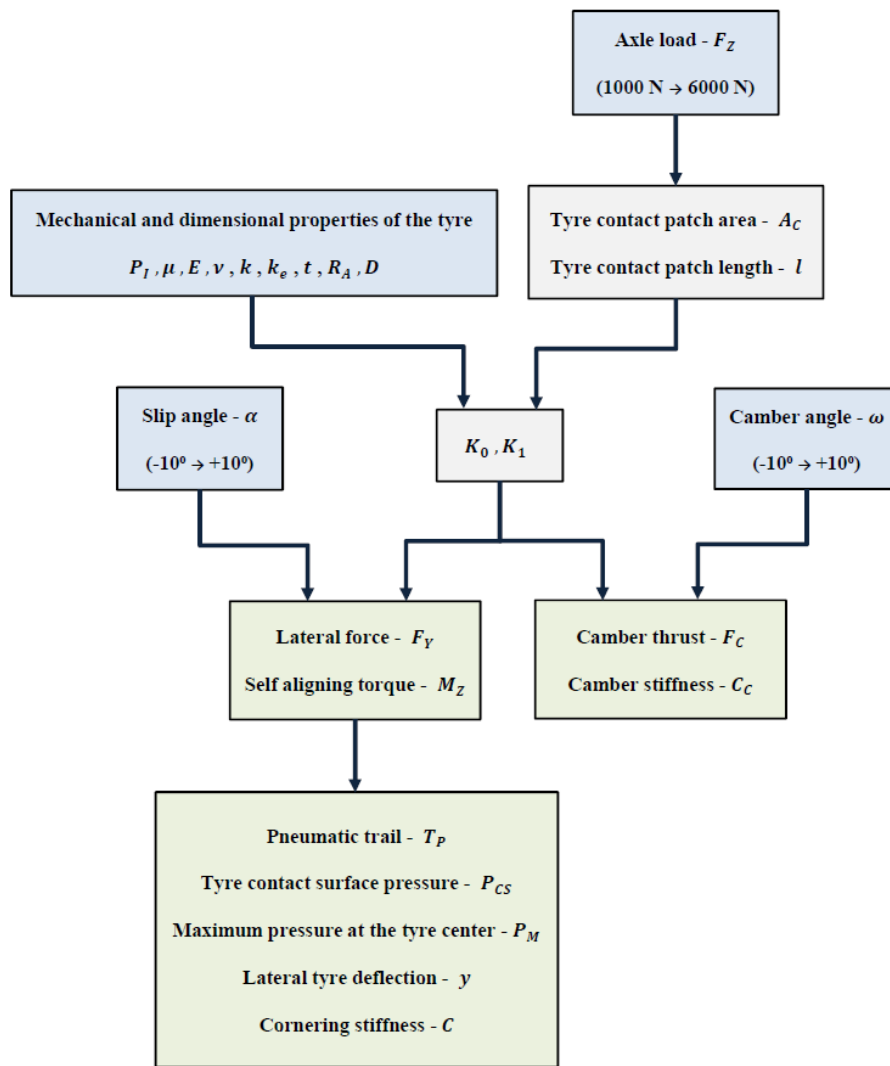 Axle load - F_Z
(1000 N → 6000 N)
Mechanical and dimensional properties of the tyre
P_I , μ , E , ν , k , k_e , t , R_A , D
Tyre contact patch area - A_C
Tyre contact patch length - l
Slip angle - α
(-10⁰ → +10⁰)
K_0 , K_1
Camber angle - ω
(-10⁰ → +10⁰)
Lateral force - F_Y
Self aligning torque - M_Z
Camber thrust - F_C
Camber stiffness - C_C
Pneumatic trail - T_P
Tyre contact surface pressure - P_CS
Maximum pressure at the tyre center - P_M
Lateral tyre deflection - y
Cornering stiffness - C